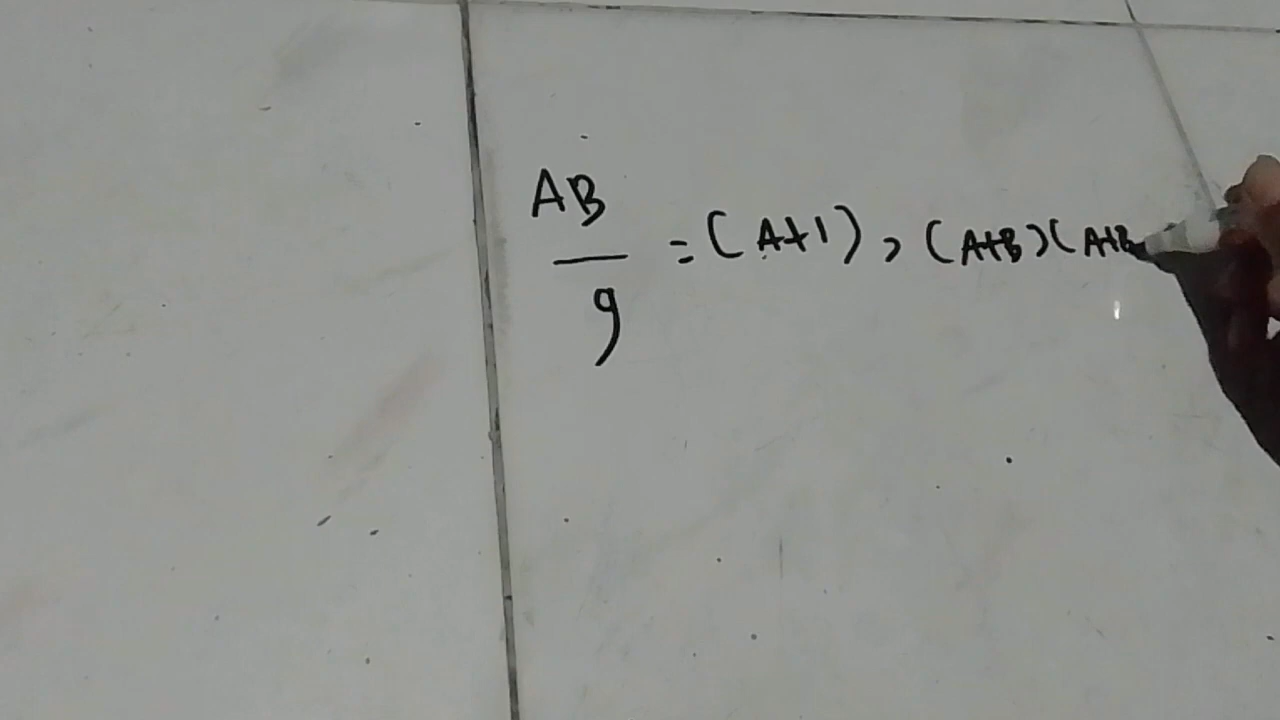 AB
— = (A+1), (A+B)(A+B
9